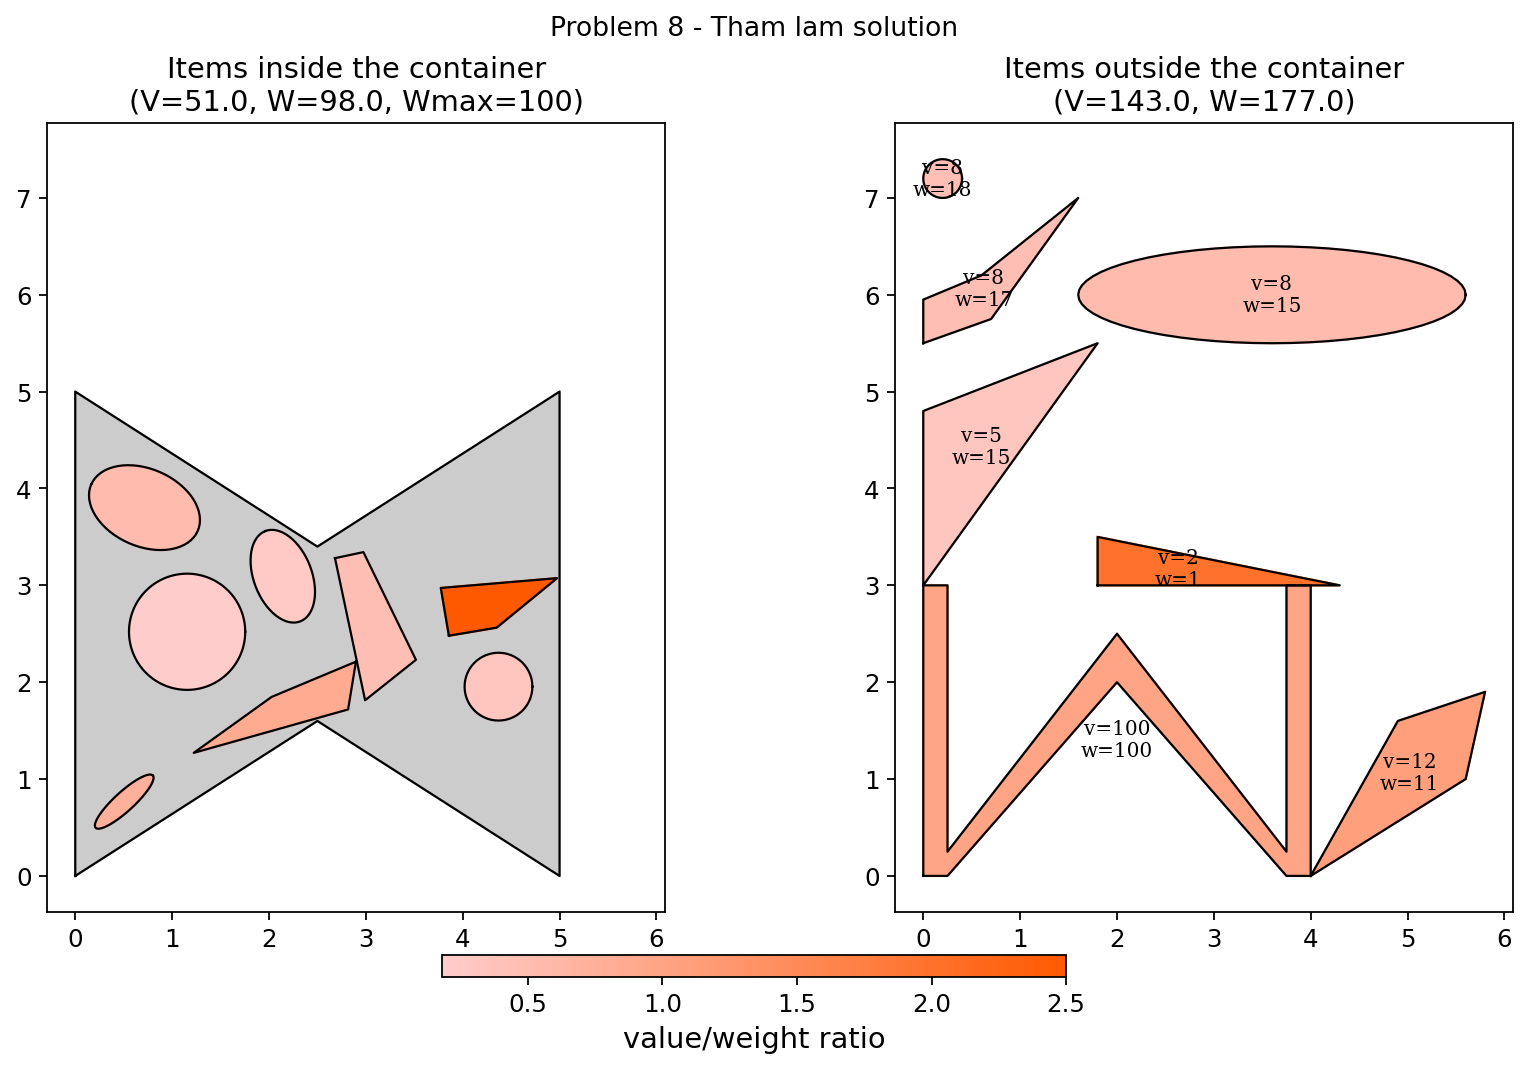 Problem 8 - Tham lam solution
Items inside the container
(V=51.0, W=98.0, Wmax=100)
7
6
5
4
3
2
1
0
0 1 2 3 4 5 6
Items outside the container
(V=143.0, W=177.0)
v=8
w=18
v=8
w=17
v=8
w=15
v=5
w=15
v=2
w=1
v=100
w=100
v=12
w=11
7
6
5
4
3
2
1
0
0 1 2 3 4 5 6
0.5 1.0 1.5 2.0 2.5
value/weight ratio